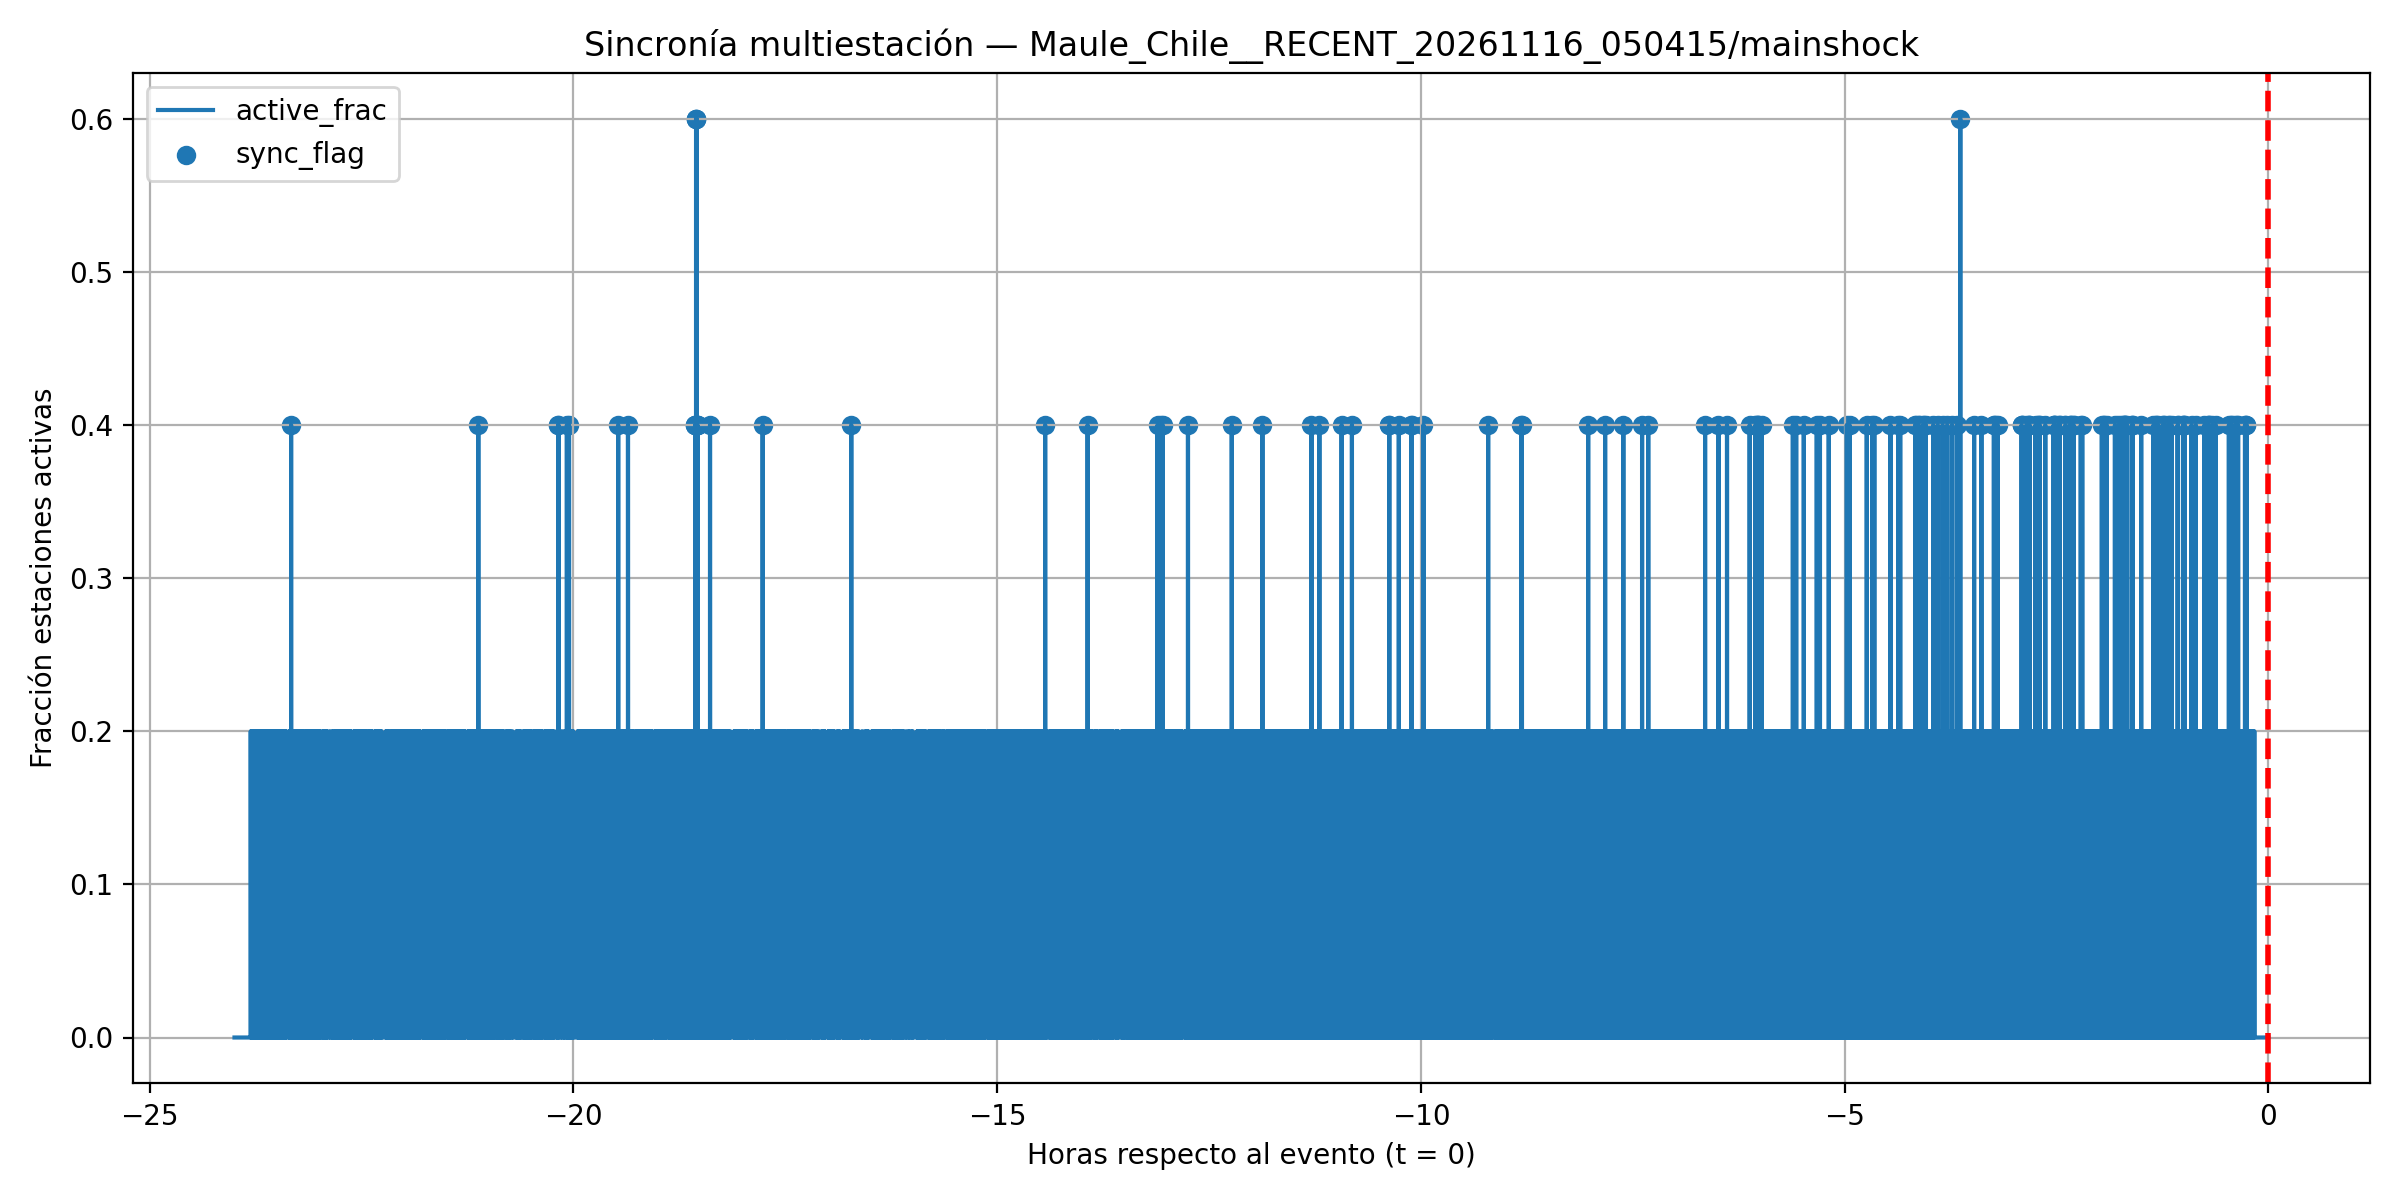 Sincronía multiestación — Maule_Chile__RECENT_20261116_050415/mainshock
active_frac
sync_flag
Fracción estaciones activas
0.6
0.5
0.4
0.3
0.2
0.1
0.0
−25
−20
−15
−10
−5
0
Horas respecto al evento (t = 0)